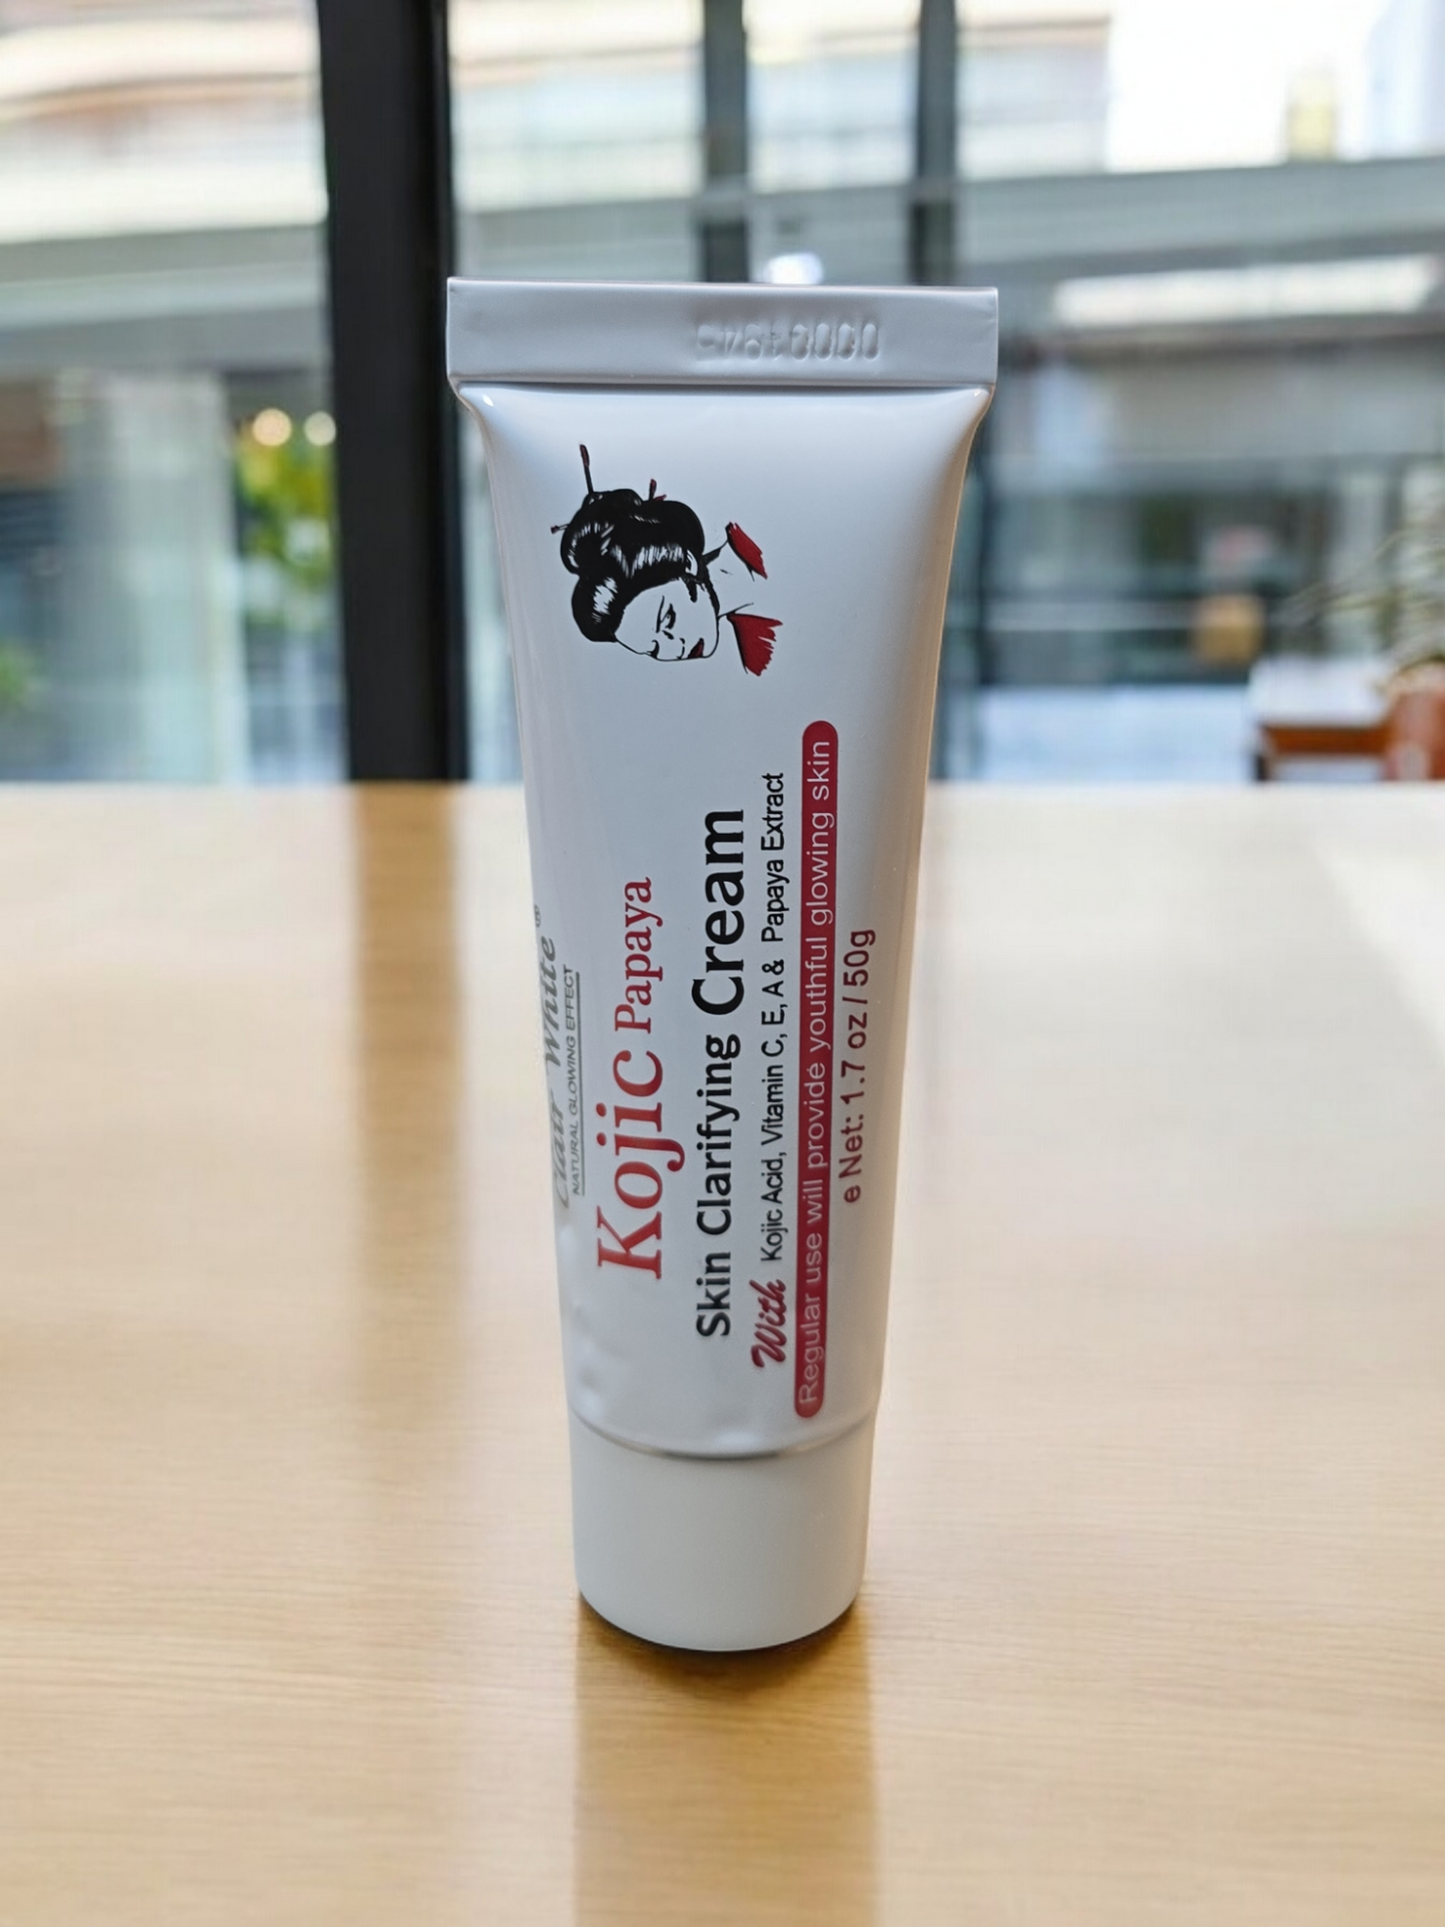 Clair White®
NATURAL GLOWING EFFECT
Kojic Papaya
Skin Clarifying Cream
With Kojic Acid, Vitamin C, E, A & Papaya Extract
Regular use will provide youthful glowing skin
e Net: 1.7 oz / 50g